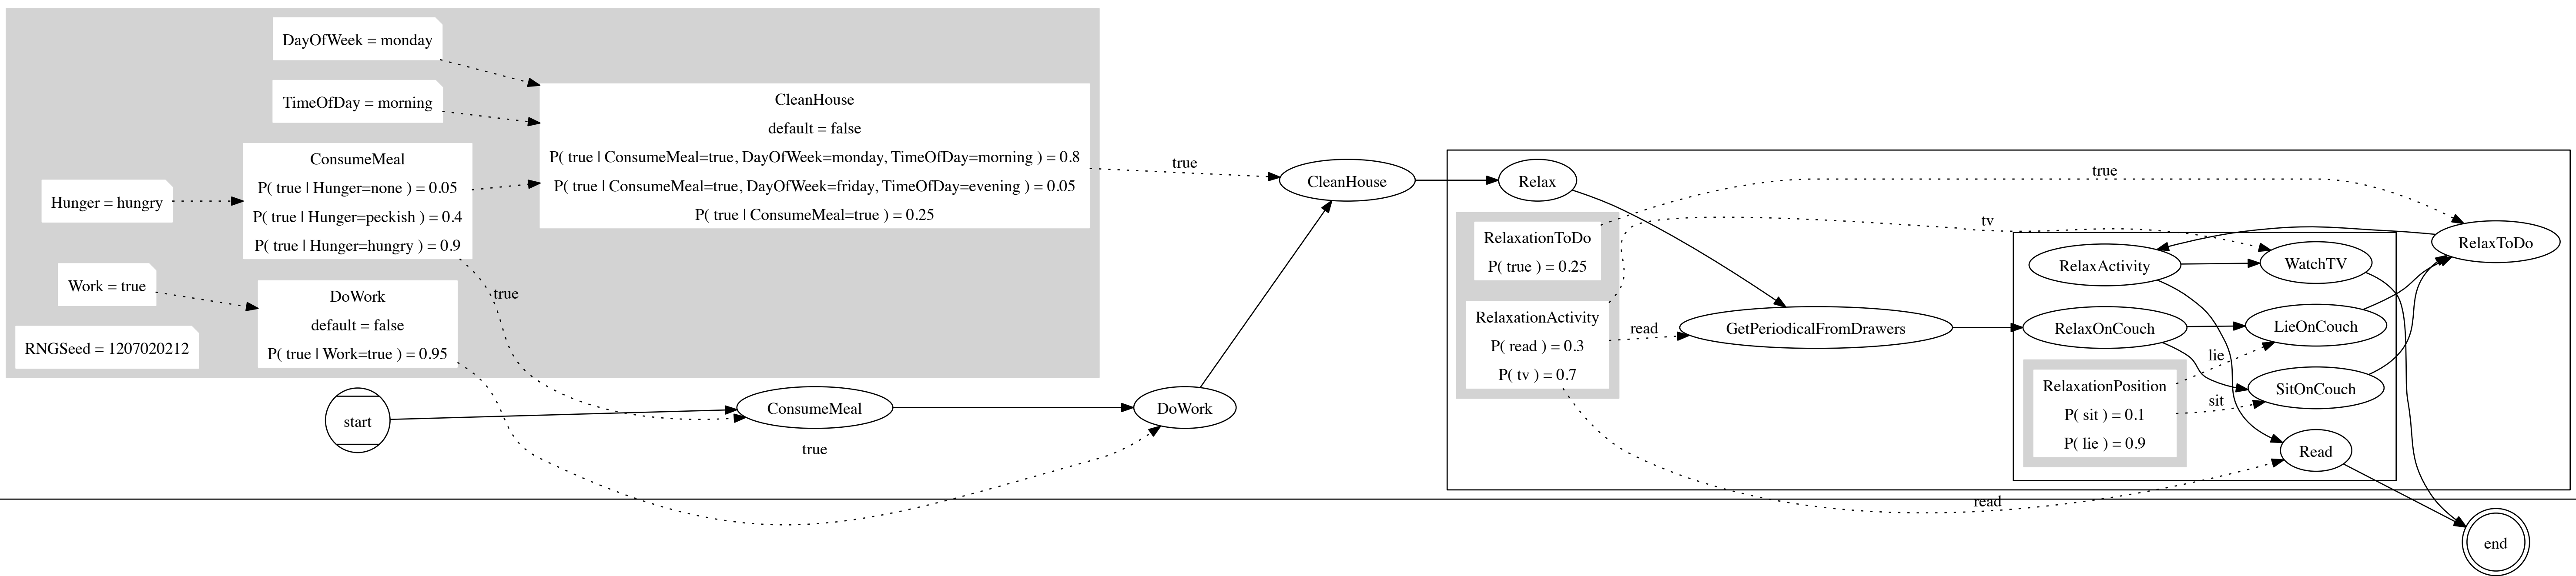 DayOfWeek = monday
TimeOfDay = morning
Hunger = hungry
Work = true
RNGSeed = 1207020212
ConsumeMeal
P( true | Hunger=none ) = 0.05
P( true | Hunger=peckish ) = 0.4
P( true | Hunger=hungry ) = 0.9
DoWork
default = false
P( true | Work=true ) = 0.95
CleanHouse
default = false
P( true | ConsumeMeal=true, DayOfWeek=monday, TimeOfDay=morning ) = 0.8
P( true | ConsumeMeal=true, DayOfWeek=friday, TimeOfDay=evening ) = 0.05
P( true | ConsumeMeal=true ) = 0.25
true
true
true
start
ConsumeMeal
DoWork
CleanHouse
Relax
RelaxationToDo
P( true ) = 0.25
RelaxationActivity
P( read ) = 0.3
P( tv ) = 0.7
true
tv
read
read
GetPeriodicalFromDrawers
RelaxActivity
RelaxOnCouch
RelaxationPosition
P( sit ) = 0.1
P( lie ) = 0.9
lie
sit
WatchTV
LieOnCouch
SitOnCouch
Read
RelaxToDo
end